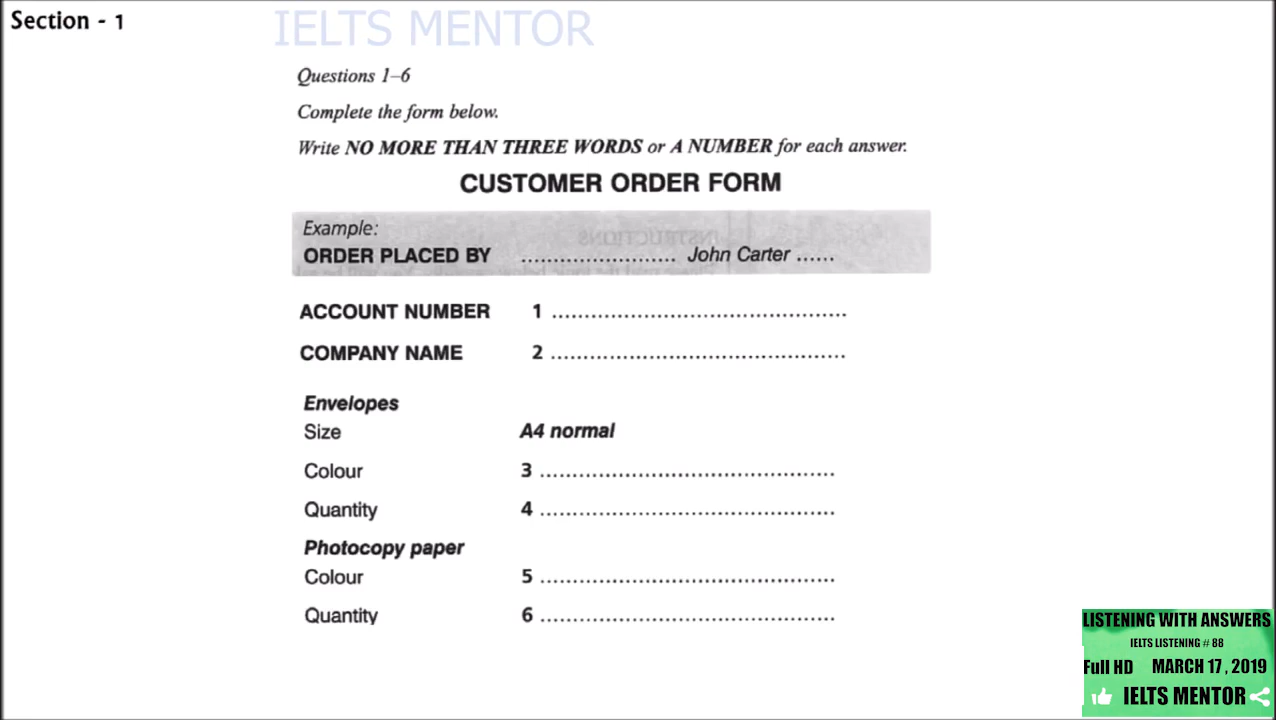 Section - 1
IELTS MENTOR
Questions 1–6
Complete the form below.
Write NO MORE THAN THREE WORDS or A NUMBER for each answer.
CUSTOMER ORDER FORM
INSTRUCTIONS
Example:
ORDER PLACED BY ........................ John Carter ......
ACCOUNT NUMBER 1 ..............................................
COMPANY NAME 2 ..............................................
Envelopes
Size A4 normal
Colour 3 ..............................................
Quantity 4 ..............................................
Photocopy paper
Colour 5 ..............................................
Quantity 6 ..............................................
LISTENING WITH ANSWERS
IELTS LISTENING # 88
Full HD MARCH 17, 2019
IELTS MENTOR